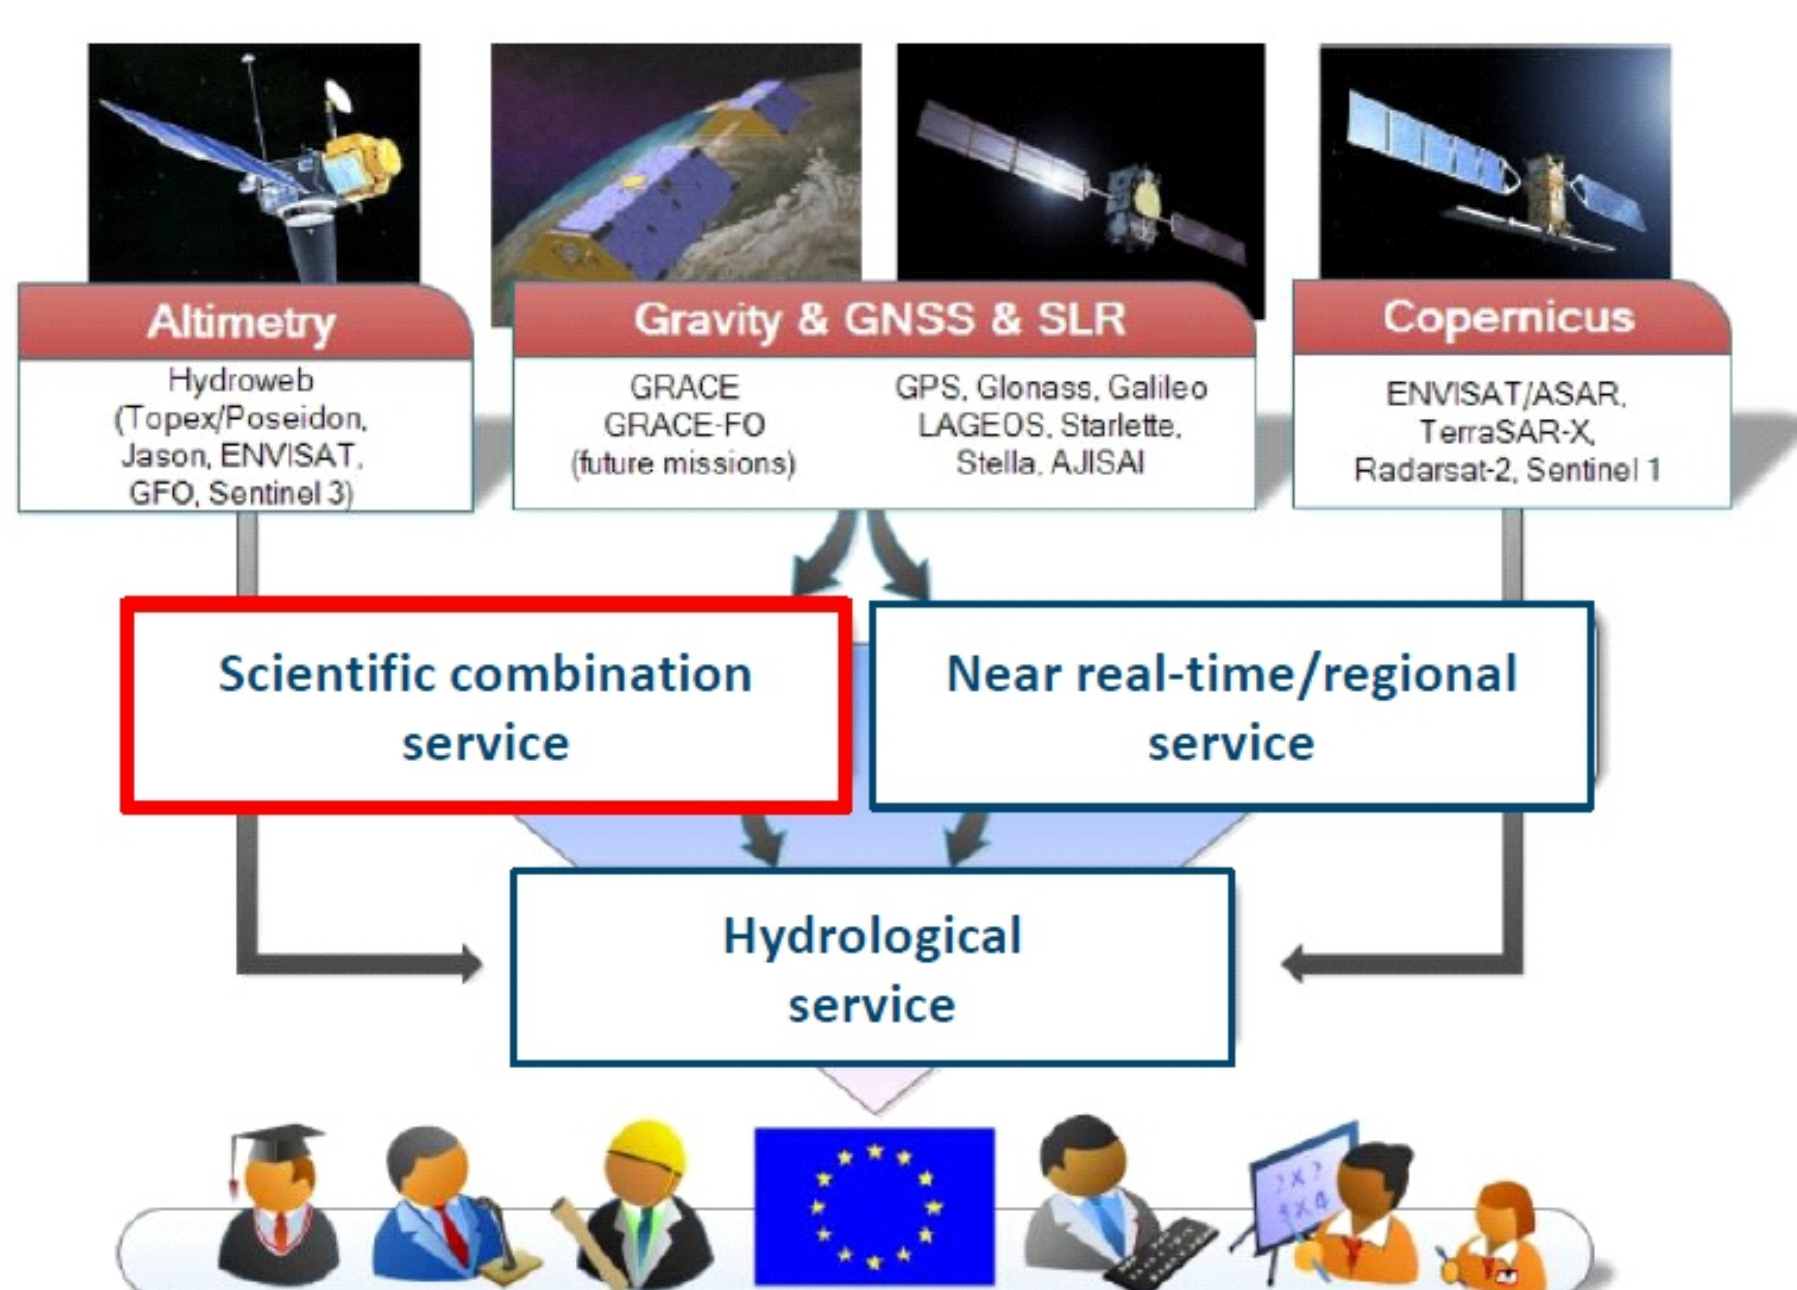 Altimetry
Hydroweb
(Topex/Poseidon,
Jason, ENVISAT,
GFO, Sentinel 3)
Gravity & GNSS & SLR
GRACE
GRACE-FO
(future missions)
GPS, Glonass, Galileo
LAGEOS, Starlette,
Stella, AJISAI
Copernicus
ENVISAT/ASAR,
TerraSAR-X,
Radarsat-2, Sentinel 1
Scientific combination
service
Near real-time/regional
service
Hydrological
service